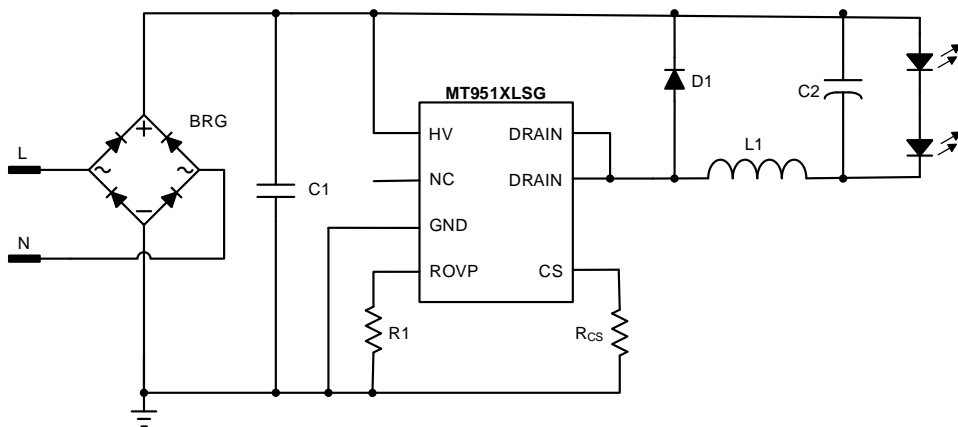 MT951XLSG
BRG
D1
C2
HV
DRAIN
L
L1
C1
NC
DRAIN
GND
N
ROVP
CS
R1
RCS